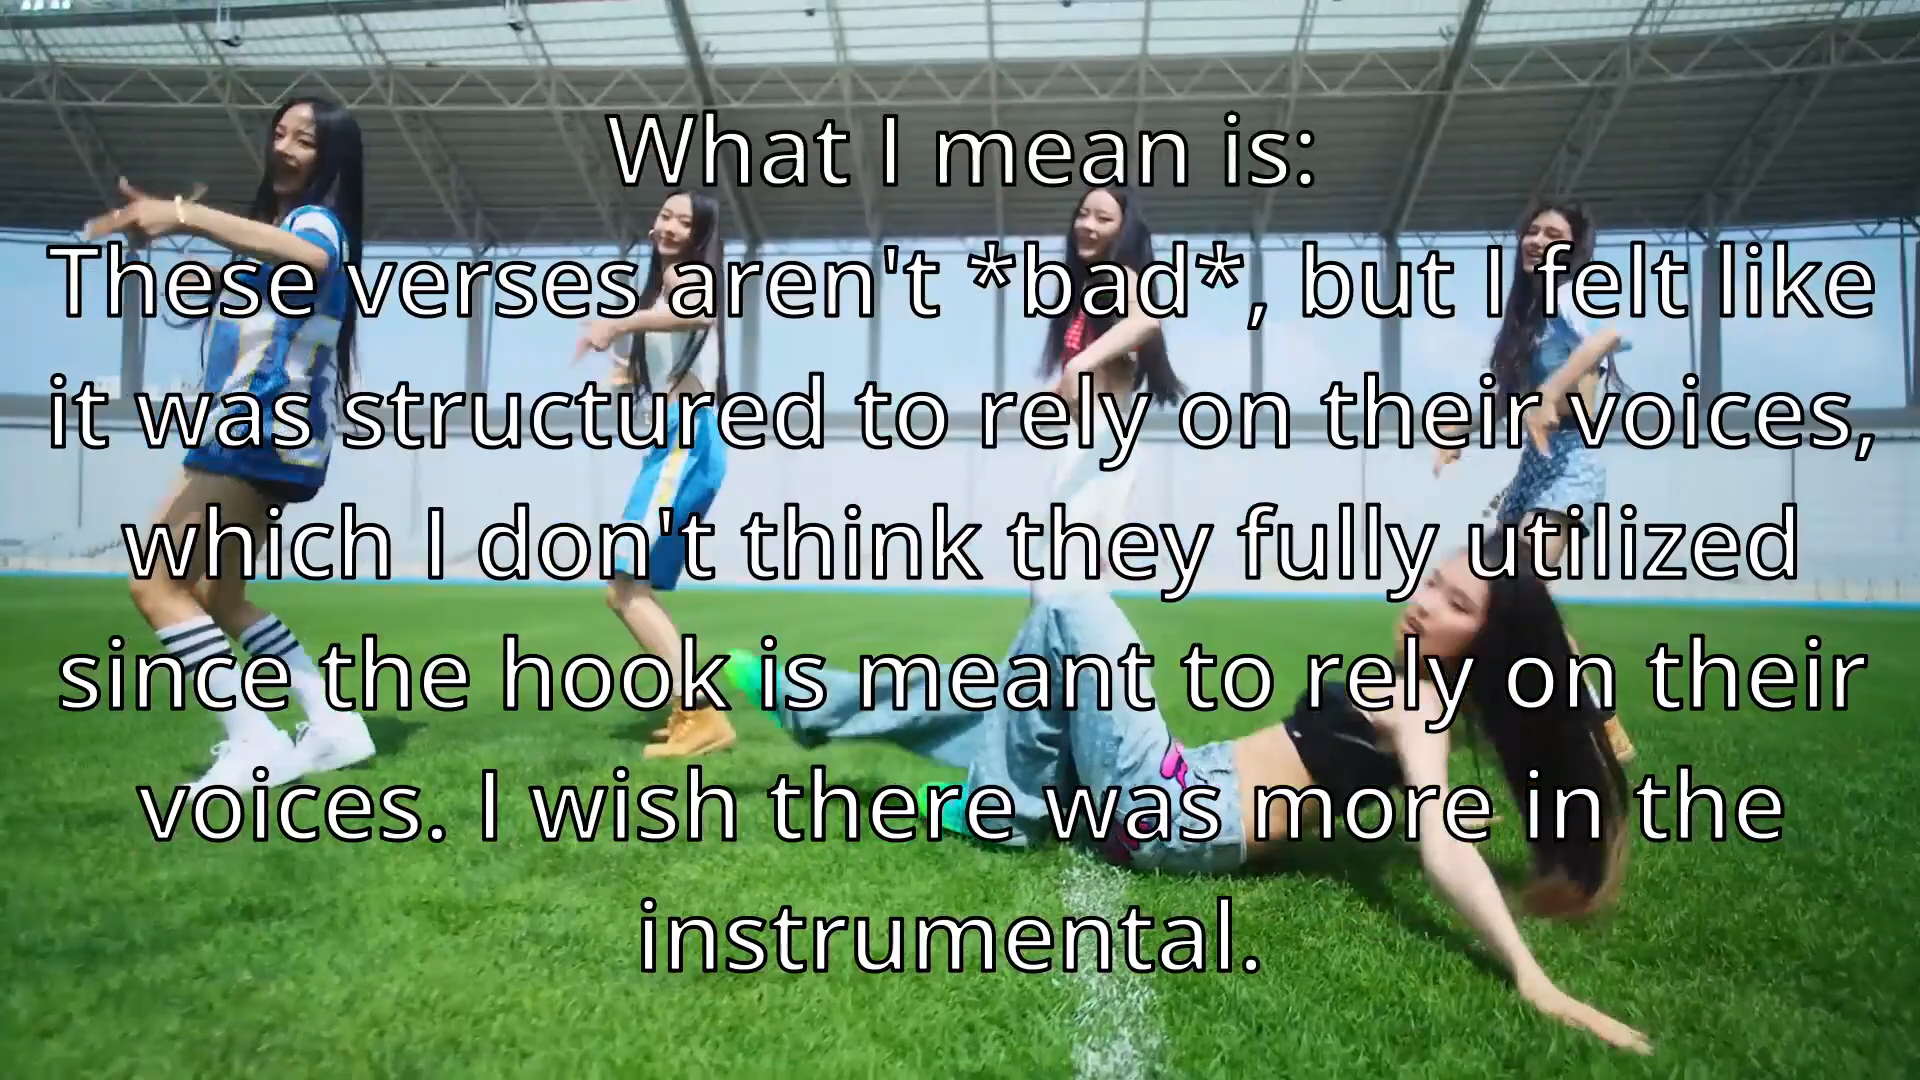 What I mean is:
These verses aren't *bad*, but I felt like
it was structured to rely on their voices,
which I don't think they fully utilized
since the hook is meant to rely on their
voices. I wish there was more in the
instrumental.